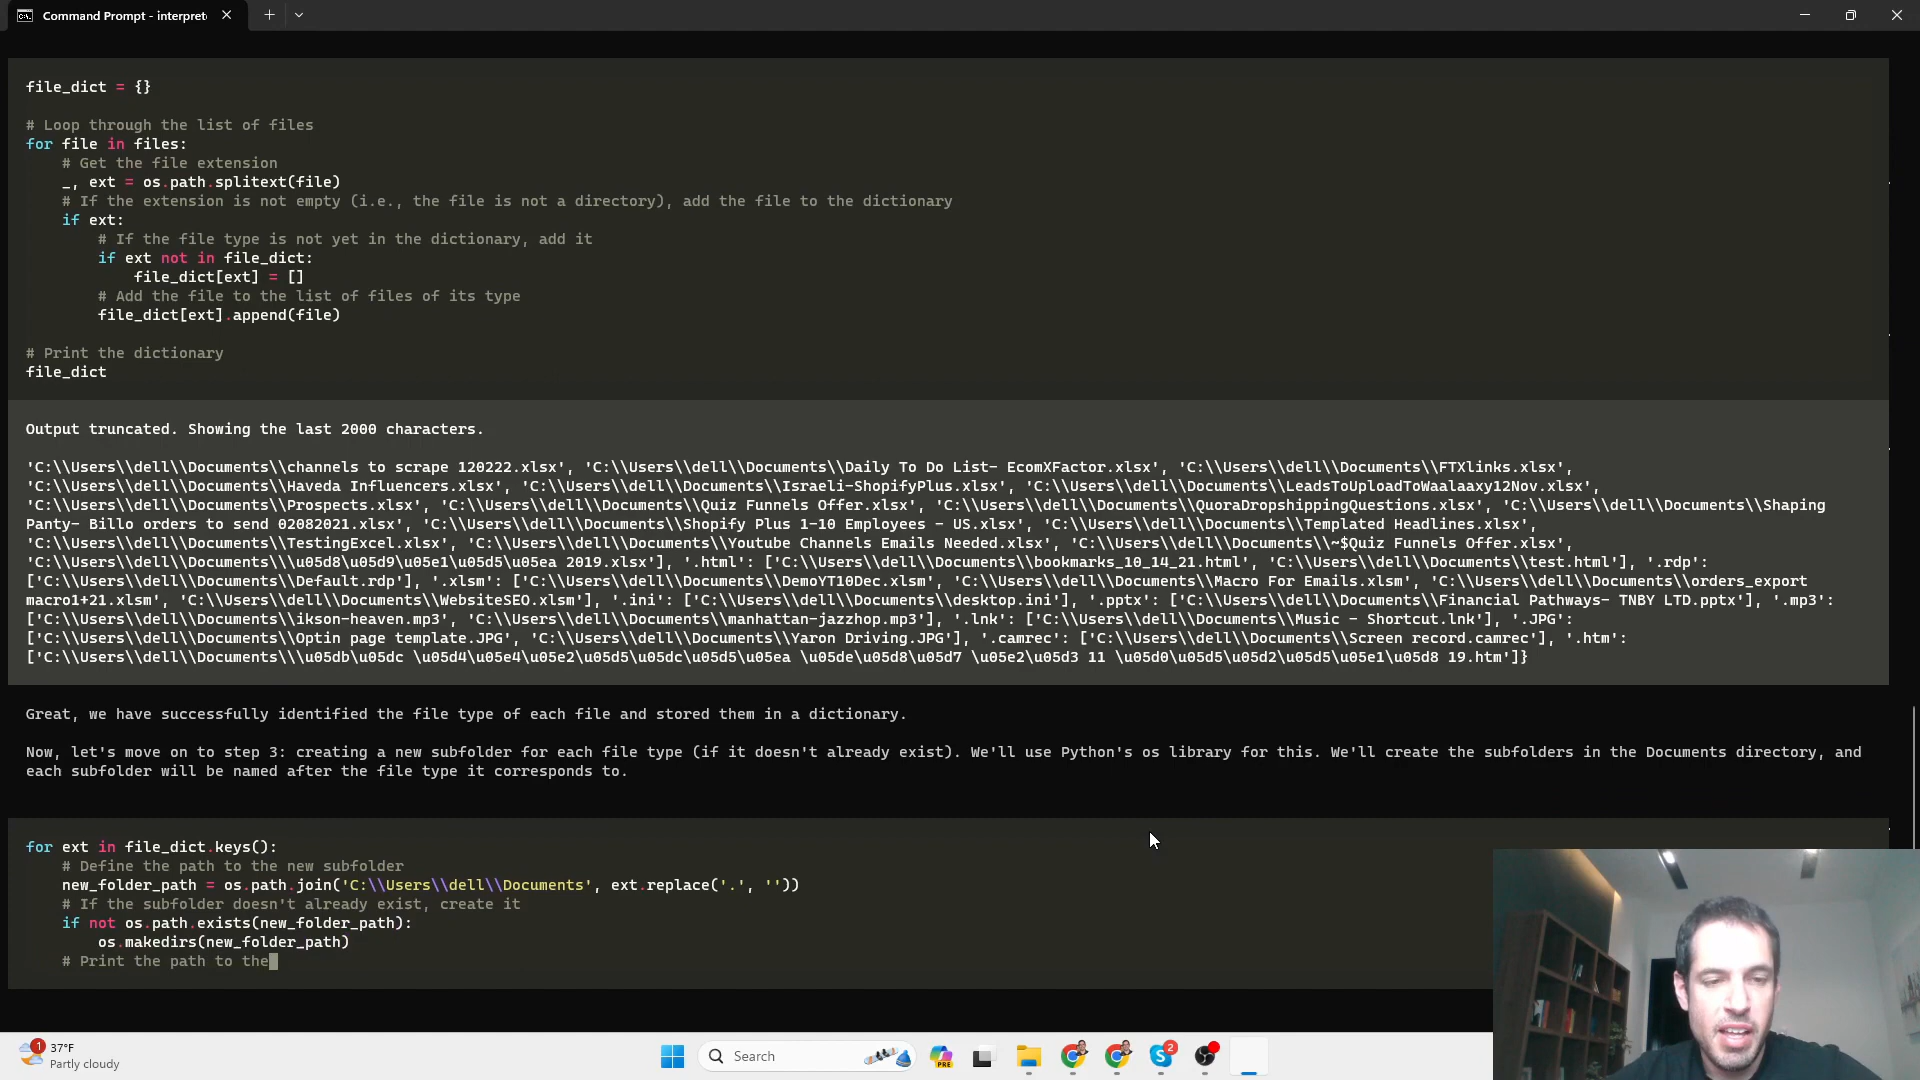 Command Prompt - interpret
file_dict = {}
# Loop through the list of files
for file in files:
# Get the file extension
_, ext = os.path.splitext(file)
# If the extension is not empty (i.e., the file is not a directory), add the file to the dictionary
if ext:
# If the file type is not yet in the dictionary, add it
if ext not in file_dict:
file_dict[ext] = []
# Add the file to the list of files of its type
file_dict[ext].append(file)
# Print the dictionary
file_dict
Output truncated. Showing the last 2000 characters.
'C:\\Users\\dell\\Documents\\channels to scrape 120222.xlsx', 'C:\\Users\\dell\\Documents\\Daily To Do List- EcomXFactor.xlsx', 'C:\\Users\\dell\\Documents\\FTXlinks.xlsx',
'C:\\Users\\dell\\Documents\\Haveda Influencers.xlsx', 'C:\\Users\\dell\\Documents\\Israeli-ShopifyPlus.xlsx', 'C:\\Users\\dell\\Documents\\LeadsToUploadToWaalaaxy12Nov.xlsx',
'C:\\Users\\dell\\Documents\\Prospects.xlsx', 'C:\\Users\\dell\\Documents\\Quiz Funnels Offer.xlsx', 'C:\\Users\\dell\\Documents\\QuoraDropshippingQuestions.xlsx', 'C:\\Users\\dell\\Documents\\Shaping
Panty- Billo orders to send 02082021.xlsx', 'C:\\Users\\dell\\Documents\\Shopify Plus 1-10 Employees - US.xlsx', 'C:\\Users\\dell\\Documents\\Templated Headlines.xlsx',
'C:\\Users\\dell\\Documents\\TestingExcel.xlsx', 'C:\\Users\\dell\\Documents\\Youtube Channels Emails Needed.xlsx', 'C:\\Users\\dell\\Documents\\~$Quiz Funnels Offer.xlsx',
'C:\\Users\\dell\\Documents\\\u05d8\u05d9\u05e1\u05d5\u05ea 2019.xlsx'], '.html': ['C:\\Users\\dell\\Documents\\bookmarks_10_14_21.html', 'C:\\Users\\dell\\Documents\\test.html'], '.rdp':
['C:\\Users\\dell\\Documents\\Default.rdp'], '.xlsm': ['C:\\Users\\dell\\Documents\\DemoYT10Dec.xlsm', 'C:\\Users\\dell\\Documents\\Macro For Emails.xlsm', 'C:\\Users\\dell\\Documents\\orders_export
macro1+21.xlsm', 'C:\\Users\\dell\\Documents\\WebsiteSEO.xlsm'], '.ini': ['C:\\Users\\dell\\Documents\\desktop.ini'], '.pptx': ['C:\\Users\\dell\\Documents\\Financial Pathways- TNBY LTD.pptx'], '.mp3':
['C:\\Users\\dell\\Documents\\ikson-heaven.mp3', 'C:\\Users\\dell\\Documents\\manhattan-jazzhop.mp3'], '.lnk': ['C:\\Users\\dell\\Documents\\Music - Shortcut.lnk'], '.JPG':
['C:\\Users\\dell\\Documents\\Optin page template.JPG', 'C:\\Users\\dell\\Documents\\Yaron Driving.JPG'], '.camrec': ['C:\\Users\\dell\\Documents\\Screen record.camrec'], '.htm':
['C:\\Users\\dell\\Documents\\\u05db\u05dc \u05d4\u05e4\u05e2\u05d5\u05dc\u05d5\u05ea \u05de\u05d8\u05d7 \u05e2\u05d3 11 \u05d0\u05d5\u05d2\u05d5\u05e1\u05d8 19.htm']}
Great, we have successfully identified the file type of each file and stored them in a dictionary.
Now, let's move on to step 3: creating a new subfolder for each file type (if it doesn't already exist). We'll use Python's os library for this. We'll create the subfolders in the Documents directory, and
each subfolder will be named after the file type it corresponds to.
for ext in file_dict.keys():
# Define the path to the new subfolder
new_folder_path = os.path.join('C:\\Users\\dell\\Documents', ext.replace('.', ''))
# If the subfolder doesn't already exist, create it
if not os.path.exists(new_folder_path):
os.makedirs(new_folder_path)
# Print the path to the
1
37°F
Partly cloudy
Search
PRE
2